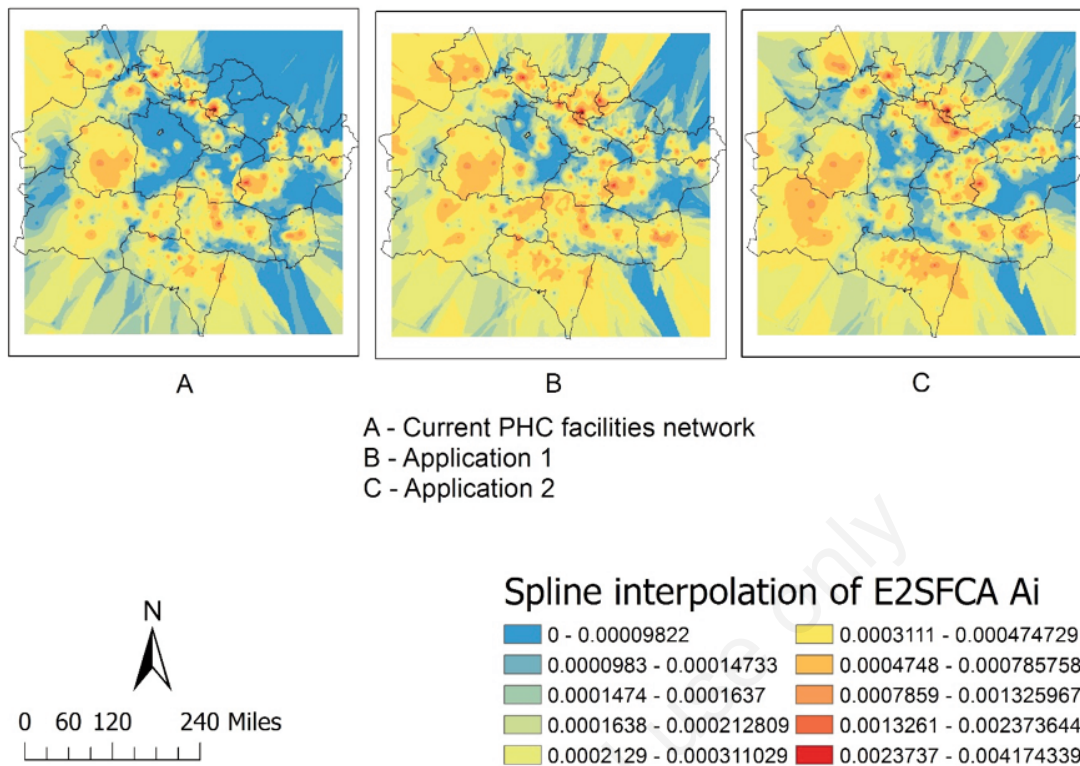 A
B
C
A - Current PHC facilities network
B - Application 1
C - Application 2
use only
N
0 60 120 240 Miles
Spline interpolation of E2SFCA Ai
0 - 0.00009822
0.0000983 - 0.00014733
0.0001474 - 0.0001637
0.0001638 - 0.000212809
0.0002129 - 0.000311029
0.0003111 - 0.000474729
0.0004748 - 0.000785758
0.0007859 - 0.001325967
0.0013261 - 0.002373644
0.0023737 - 0.004174339